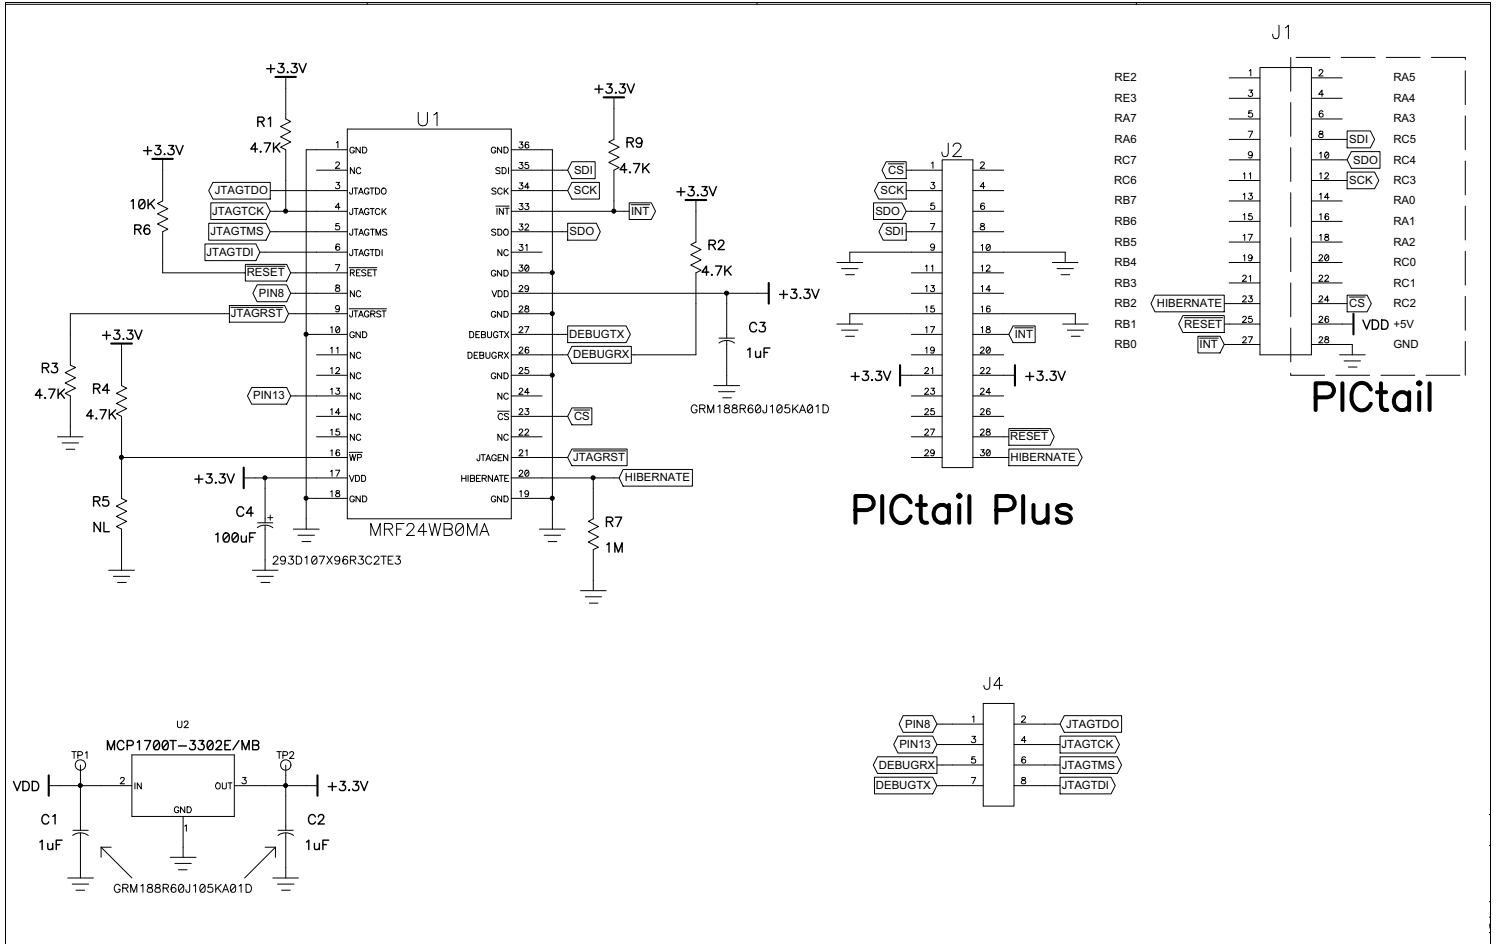 J1
PICtail
RE2 1 2 RA5
RE3 3 4 RA4
RA7 5 6 RA3
RA6 7 8 SDI RC5
RC7 9 10 SDO RC4
RC6 11 12 SCK RC3
RB7 13 14 RA0
RB6 15 16 RA1
RB5 17 18 RA2
RB4 19 20 RC0
RB3 21 22 RC1
RB2 HIBERNATE 23 24 CS RC2
RB1 RESET 25 26 VDD +5V
RB0 INT 27 28 GND
+3.3V
R1
4.7K
+3.3V
10K
R6
+3.3V
R9
4.7K
+3.3V
R2
4.7K
U1
1 GND GND 36
2 NC SDI 35 SDI
JTAGTDO 3 JTAGTDO SCK 34 SCK
JTAGTCK 4 JTAGTCK INT 33 INT
JTAGTMS 5 JTAGTMS SDO 32 SDO
JTAGTDI 6 JTAGTDI NC 31
RESET 7 RESET GND 30
PIN8 8 NC VDD 29 +3.3V
JTAGRST 9 JTAGRST GND 28
10 GND DEBUGTX 27 DEBUGTX
11 NC DEBUGRX 26 DEBUGRX
12 NC GND 25
PIN13 13 NC NC 24
14 NC CS 23 CS
15 NC NC 22
16 WP JTAGEN 21 JTAGRST
+3.3V 17 VDD HIBERNATE 20 HIBERNATE
18 GND GND 19
MRF24WB0MA
+3.3V
R3
4.7K
R4
4.7K
R5
NL
C4
+
100uF
293D107X96R3C2TE3
R7
1M
C3
1uF
GRM188R60J105KA01D
J2
CS 1 2
SCK 3 4
SDO 5 6
SDI 7 8
9 10
11 12
13 14
15 16
17 18 INT
19 20
+3.3V 21 22 +3.3V
23 24
25 26
27 28 RESET
29 30 HIBERNATE
PICtail Plus
U2
MCP1700T-3302E/MB
TP1 TP2
VDD 2 IN OUT 3 +3.3V
GND
1
C1
1uF
C2
1uF
GRM188R60J105KA01D
J4
PIN8 1 2 JTAGTDO
PIN13 3 4 JTAGTCK
DEBUGRX 5 6 JTAGTMS
DEBUGTX 7 8 JTAGTDI